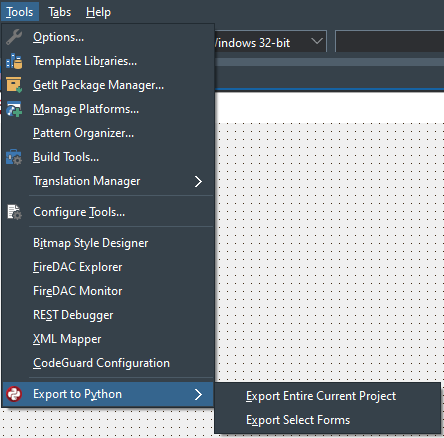 Tools Tabs Help
Options...
/indows 32-bit
Template Libraries...
GetIt Package Manager...
Manage Platforms...
Pattern Organizer...
Build Tools...
Translation Manager
Configure Tools...
Bitmap Style Designer
FireDAC Explorer
FireDAC Monitor
REST Debugger
XML Mapper
CodeGuard Configuration
Export to Python
Export Entire Current Project
Export Select Forms